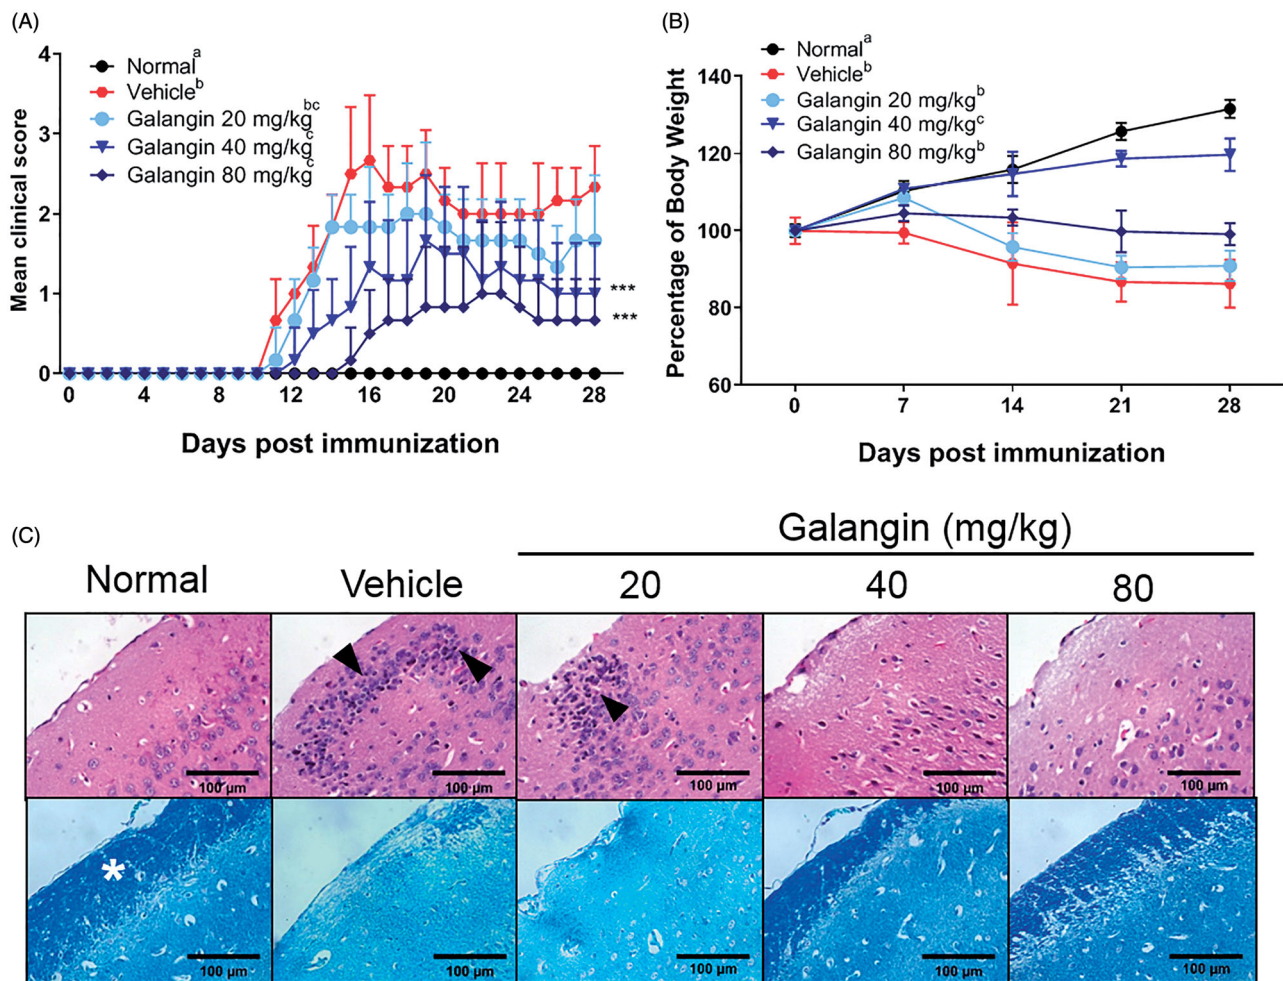 (A)
Mean clinical score
4
3
2
1
0
Normal^a
Vehicle^b
Galangin 20 mg/kg^bc
Galangin 40 mg/kg^c
Galangin 80 mg/kg^c
***
***
0 4 8 12 16 20 24 28
Days post immunization
(B)
Percentage of Body Weight
140
120
100
80
60
Normal^a
Vehicle^b
Galangin 20 mg/kg^b
Galangin 40 mg/kg^c
Galangin 80 mg/kg^b
0 7 14 21 28
Days post immunization
(C)
Galangin (mg/kg)
Normal Vehicle 20 40 80
100 µm 100 µm 100 µm 100 µm 100 µm
*
100 µm 100 µm 100 µm 100 µm 100 µm